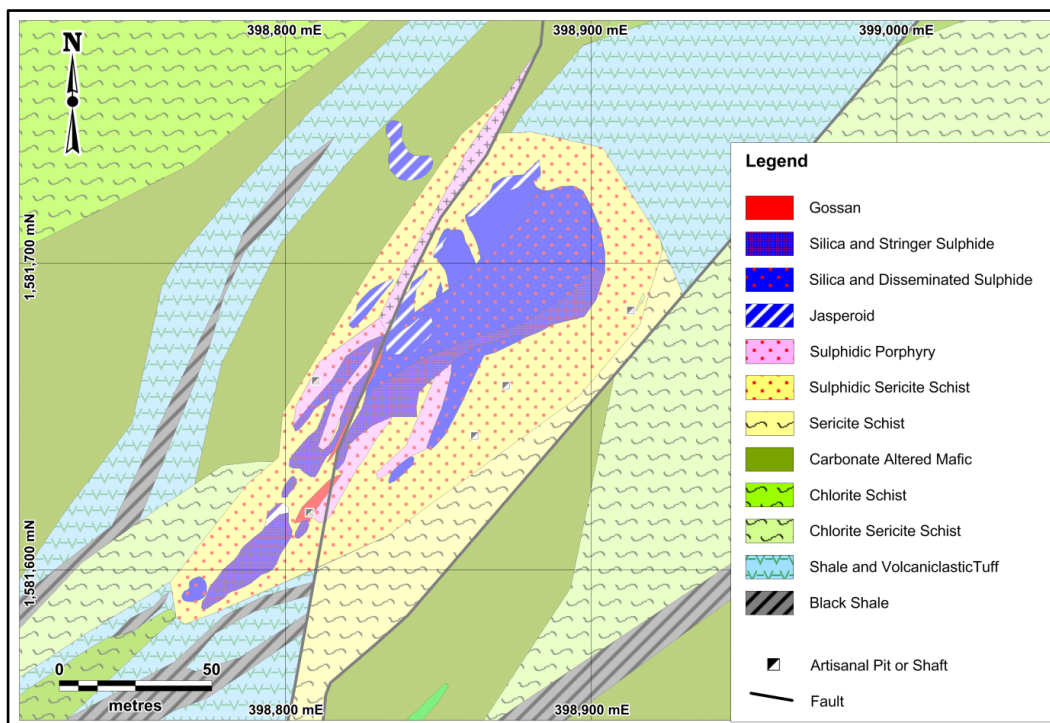 398,800 mE
398,900 mE
399,000 mE
N
1,581,700 mN
1,581,600 mN
Legend
Gossan
Silica and Stringer Sulphide
Silica and Disseminated Sulphide
Jasperoid
Sulphidic Porphyry
Sulphidic Sericite Schist
Sericite Schist
Carbonate Altered Mafic
Chlorite Schist
Chlorite Sericite Schist
Shale and VolcaniclasticTuff
Black Shale
Artisanal Pit or Shaft
Fault
0
50
metres
398,800 mE
398,900 mE